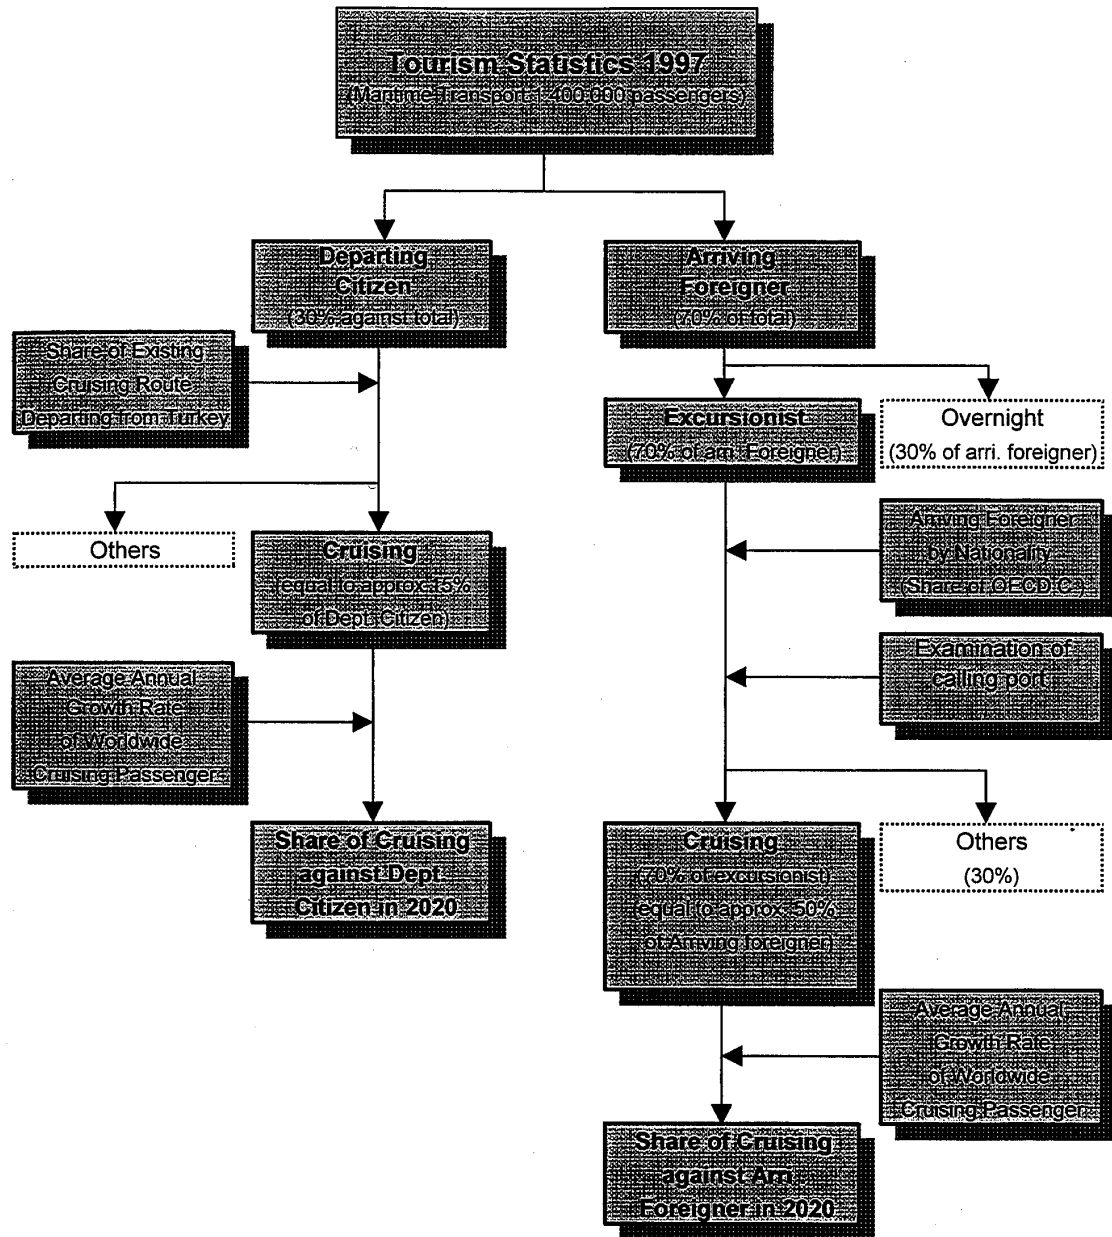 Tourism Statistics 1997
(Maritime Transport: 1,400,000 passengers)
Departing
Citizen
(30% against total)
Arriving
Foreigner
(70% of total)
Share of Existing
Cruising Route
Departing from Turkey
Excursionist
(70% of arri. Foreigner)
Overnight
(30% of arri. foreigner)
Others
Cruising
(equal to approx. 15%
of Dept. Citizen)
Arriving Foreigner
by Nationality
(Share of OECD C.)
Examination of
calling port
Average Annual
Growth Rate
of Worldwide
Cruising Passenger
Share of Cruising
against Dept.
Citizen in 2020
Cruising
(70% of excursionist)
(equal to approx. 50%
of Arriving foreigner)
Others
(30%)
Average Annual
Growth Rate
of Worldwide
Cruising Passenger
Share of Cruising
against Arri.
Foreigner in 2020